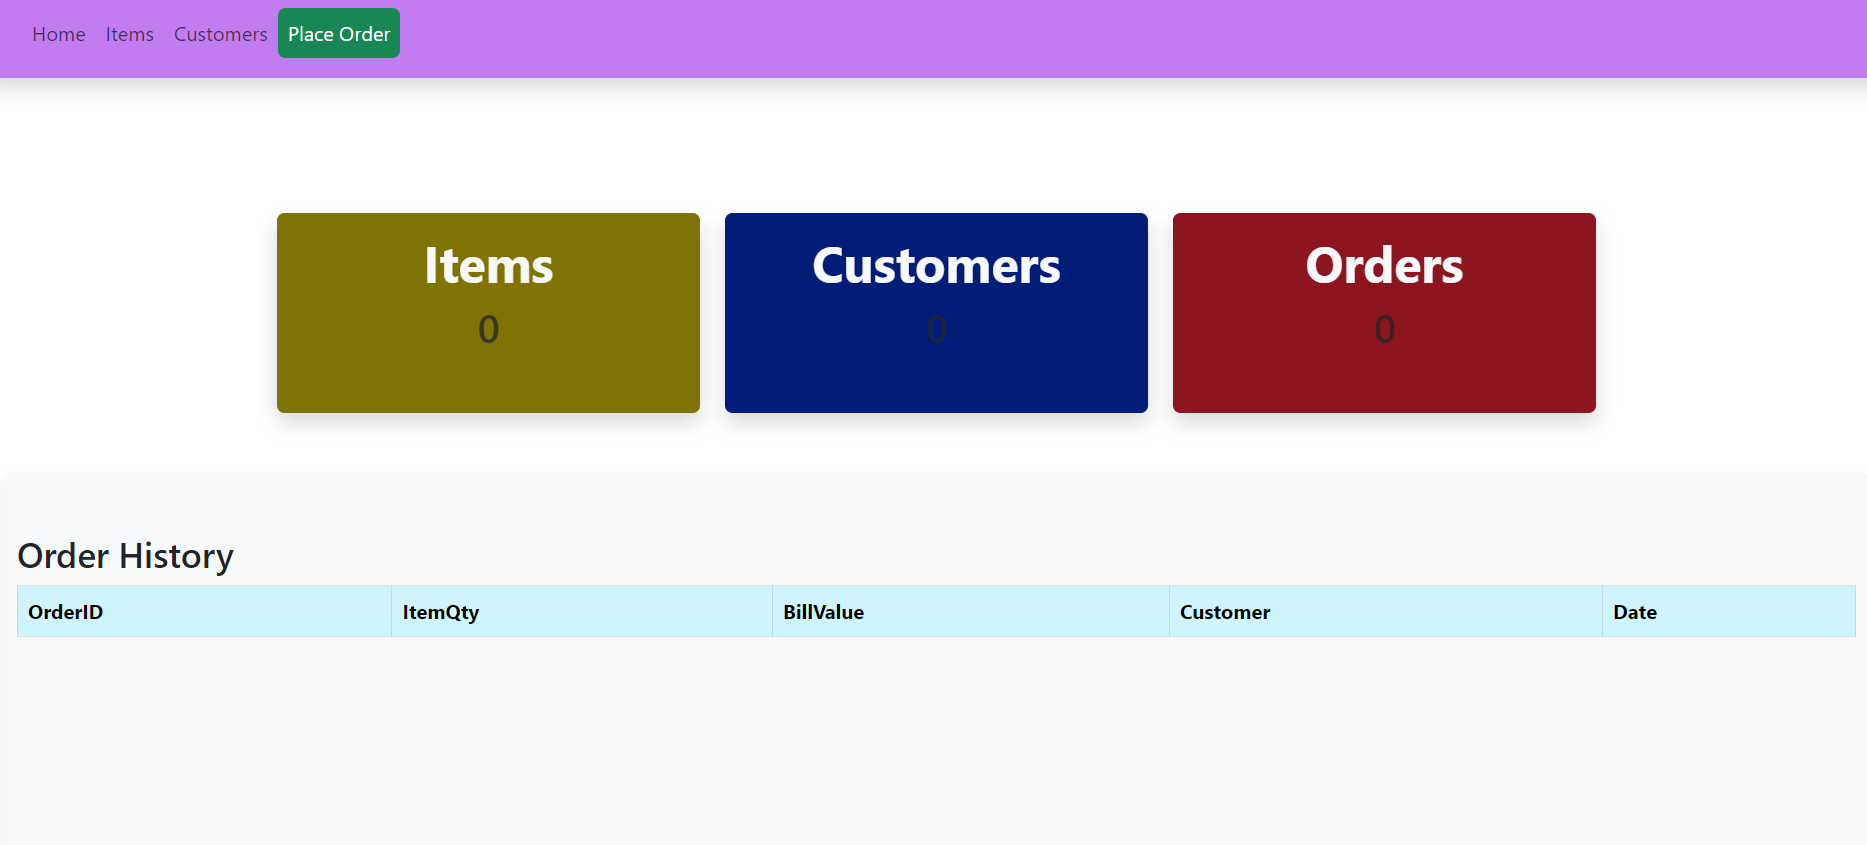 Home Items Customers Place Order
Items Customers Orders
0 0 0
Order History
OrderID ItemQty BillValue Customer Date